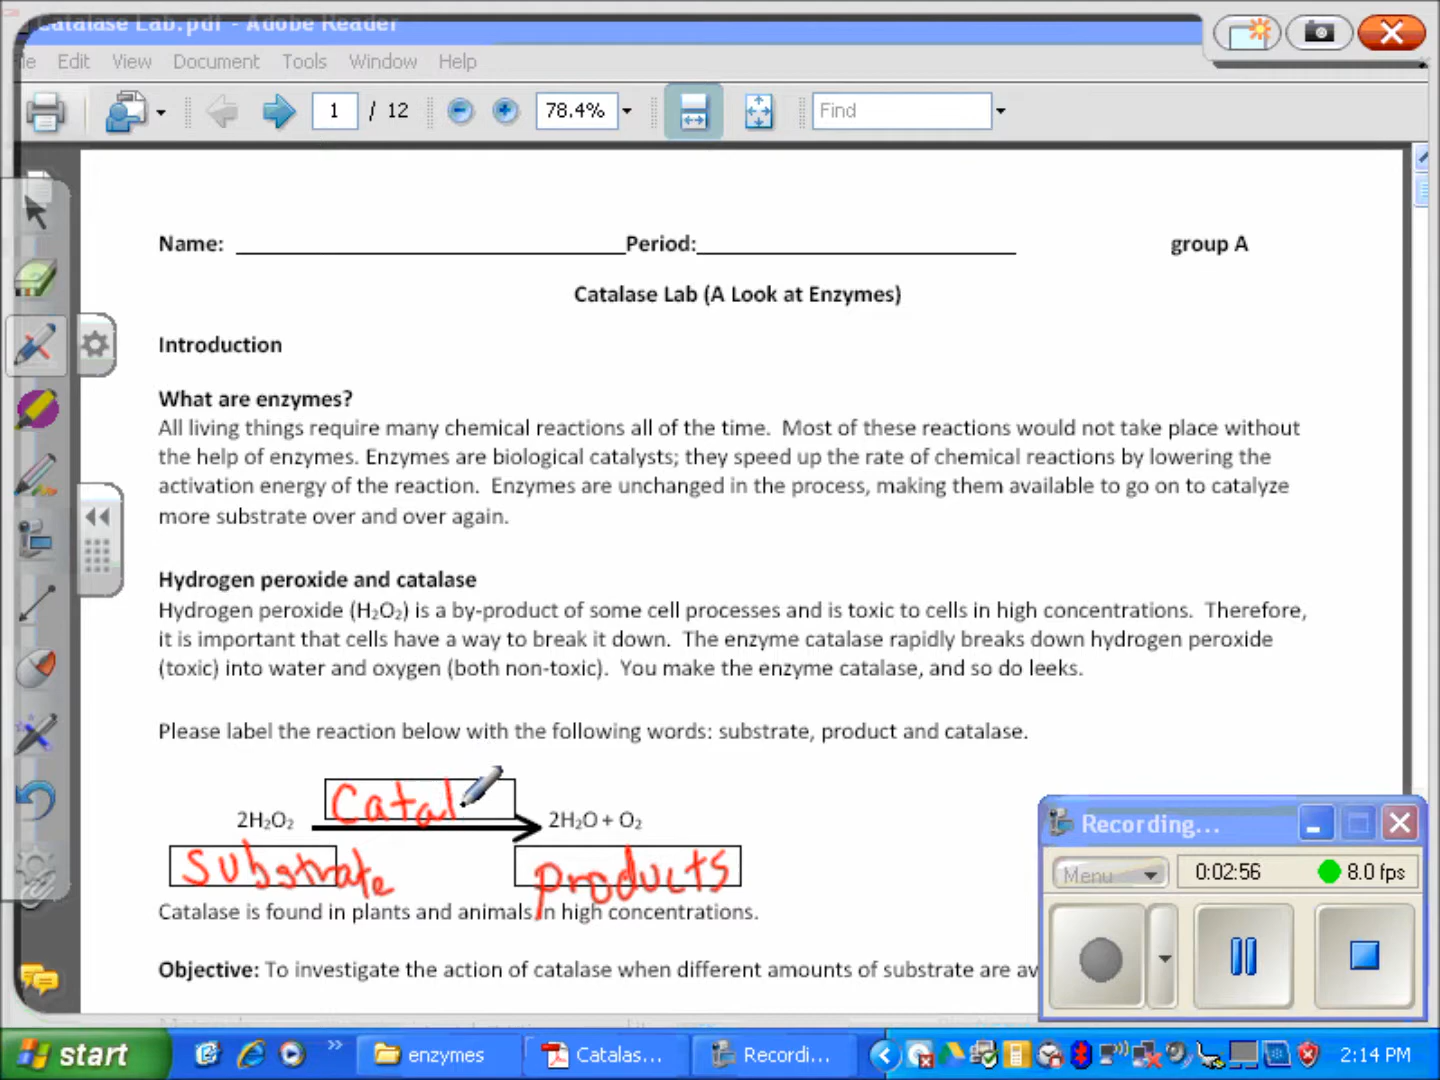 Catalase Lab.pdf - Adobe Reader
Edit View Document Tools Window Help
1 / 12 78.4% Find
Name: Period: group A
Catalase Lab (A Look at Enzymes)
Introduction
What are enzymes?
All living things require many chemical reactions all of the time. Most of these reactions would not take place without
the help of enzymes. Enzymes are biological catalysts; they speed up the rate of chemical reactions by lowering the
activation energy of the reaction. Enzymes are unchanged in the process, making them available to go on to catalyze
more substrate over and over again.
Hydrogen peroxide and catalase
Hydrogen peroxide (H₂O₂) is a by-product of some cell processes and is toxic to cells in high concentrations. Therefore,
it is important that cells have a way to break it down. The enzyme catalase rapidly breaks down hydrogen peroxide
(toxic) into water and oxygen (both non-toxic). You make the enzyme catalase, and so do leeks.
Please label the reaction below with the following words: substrate, product and catalase.
Catal
2H₂O₂ 2H₂O + O₂
Substrate products
Catalase is found in plants and animals in high concentrations.
Objective: To investigate the action of catalase when different amounts of substrate are av
Recording...
Menu 0:02:56 8.0 fps
start enzymes Catalas... Recordi... 2:14 PM